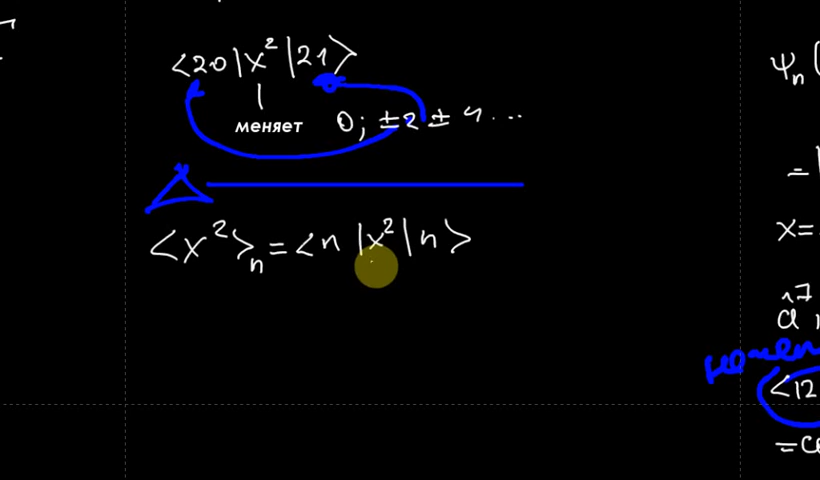 <20|x²|21>
меняет 0; ±2 ± 4 ...
<x²>ₙ = <n|x²|n>
ψₙ (
=
x=
<12
=